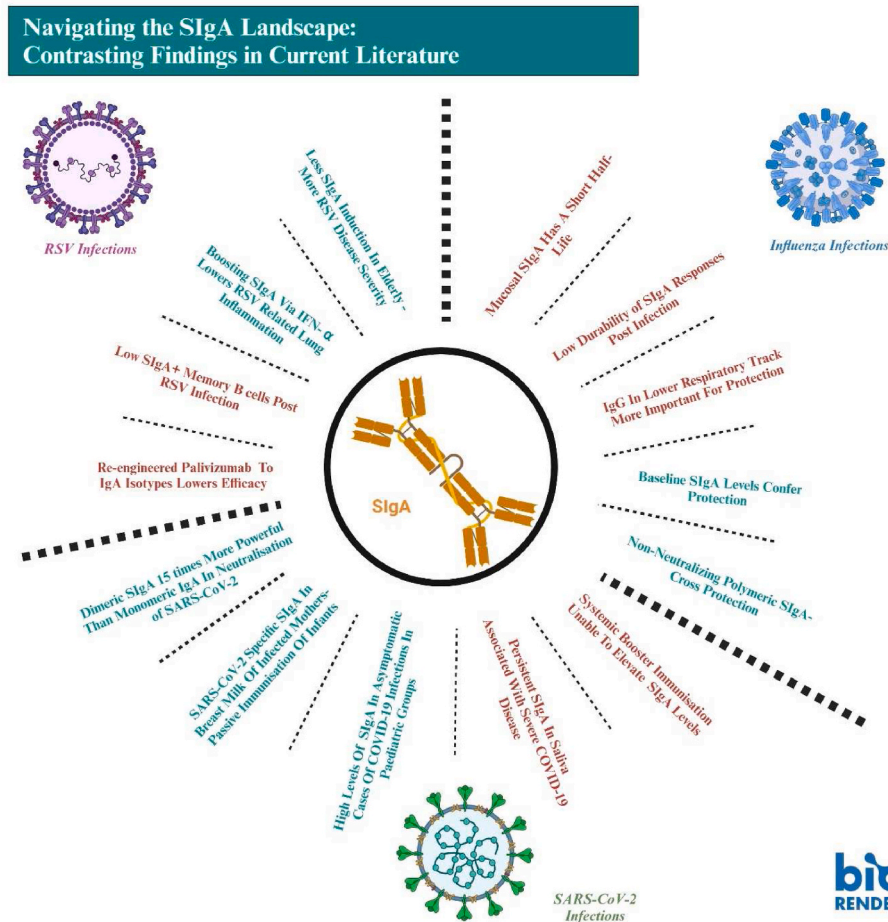 Navigating the SIgA Landscape:
Contrasting Findings in Current Literature
RSV Infections
Influenza Infections
Less SIgA Induction In Elderly -
More RSV Disease Severity
Boosting SIgA Via IFN- α
Lowers RSV Related Lung
Inflammation
Low SIgA+ Memory B cells Post
RSV Infection
Re-engineered Palivizumab To
IgA Isotypes Lowers Efficacy
Mucosal SIgA Has A Short Half-
Life
Low Durability of SIgA Responses
Post Infection
IgG In Lower Respiratory Track
More Important For Protection
Baseline SIgA Levels Confer
Protection
Non-Neutralizing Polymeric SIgA-
Cross Protection
SIgA
Dimeric SIgA 15 times More Powerful
Than Monomeric IgA In Neutralisation
of SARS-CoV-2
SARS-CoV-2 Specific SIgA In
Breast Milk Of Infected Mothers-
Passive Immunisation Of Infants
High Levels Of SIgA In Asymptomatic
Cases Of COVID-19 Infections In
Paediatric Groups
Persistent SIgA In Saliva
Associated With Severe COVID-19
Disease
Systemic Booster Immunisation
Unable To Elevate SIgA Levels
SARS-CoV-2
Infections